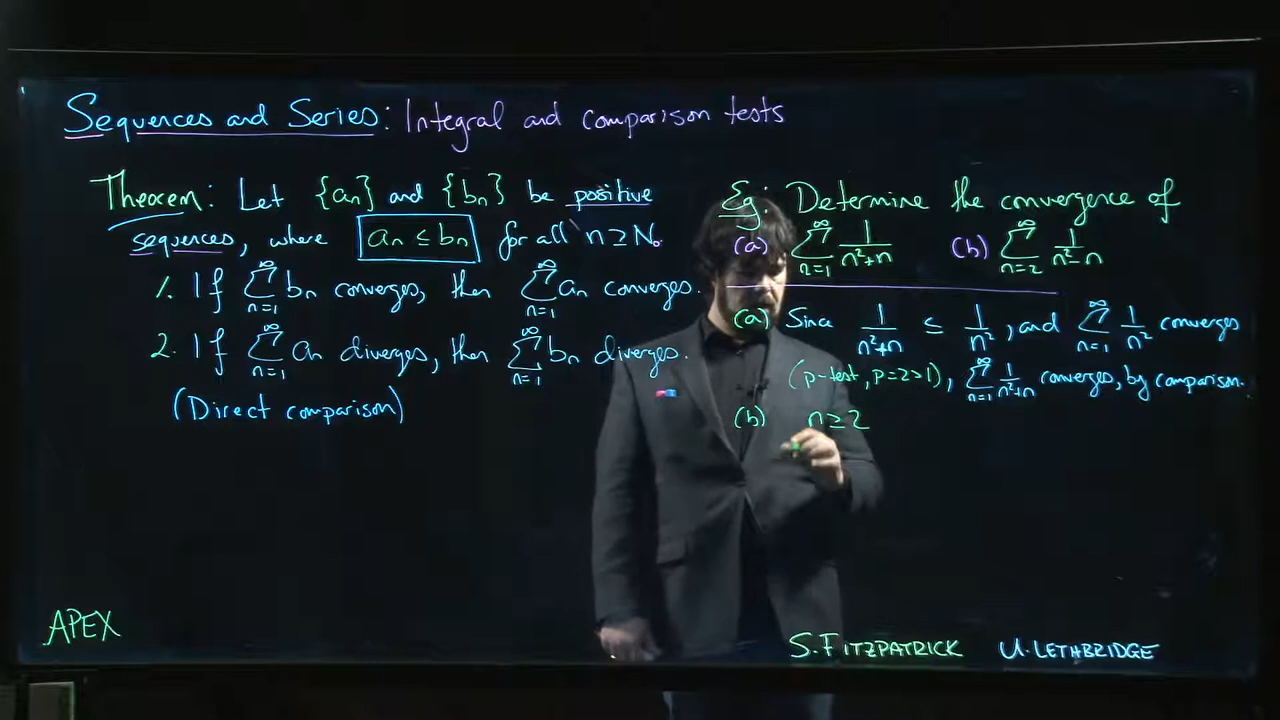 Sequences and Series: Integral and comparison tests
Theorem: Let {aₙ} and {bₙ} be positive
sequences, where aₙ ≤ bₙ for all n ≥ N₀.
1. If ∑_{n=1}^{∞} bₙ converges, then ∑_{n=1}^{∞} aₙ converges.
2. If ∑_{n=1}^{∞} aₙ diverges, then ∑_{n=1}^{∞} bₙ diverges.
(Direct comparison)
Eg: Determine the convergence of
(a) ∑_{n=1}^{∞} 1/(n²+n) (b) ∑_{n=2}^{∞} 1/(n²-n)
(a) Since 1/(n²+n) ≤ 1/n², and ∑_{n=1}^{∞} 1/n² converges
(p-test, p=2>1), ∑_{n=1}^{∞} 1/(n²+n) converges, by comparison.
(b) n ≥ 2
APEX
S. FITZPATRICK U. LETHBRIDGE